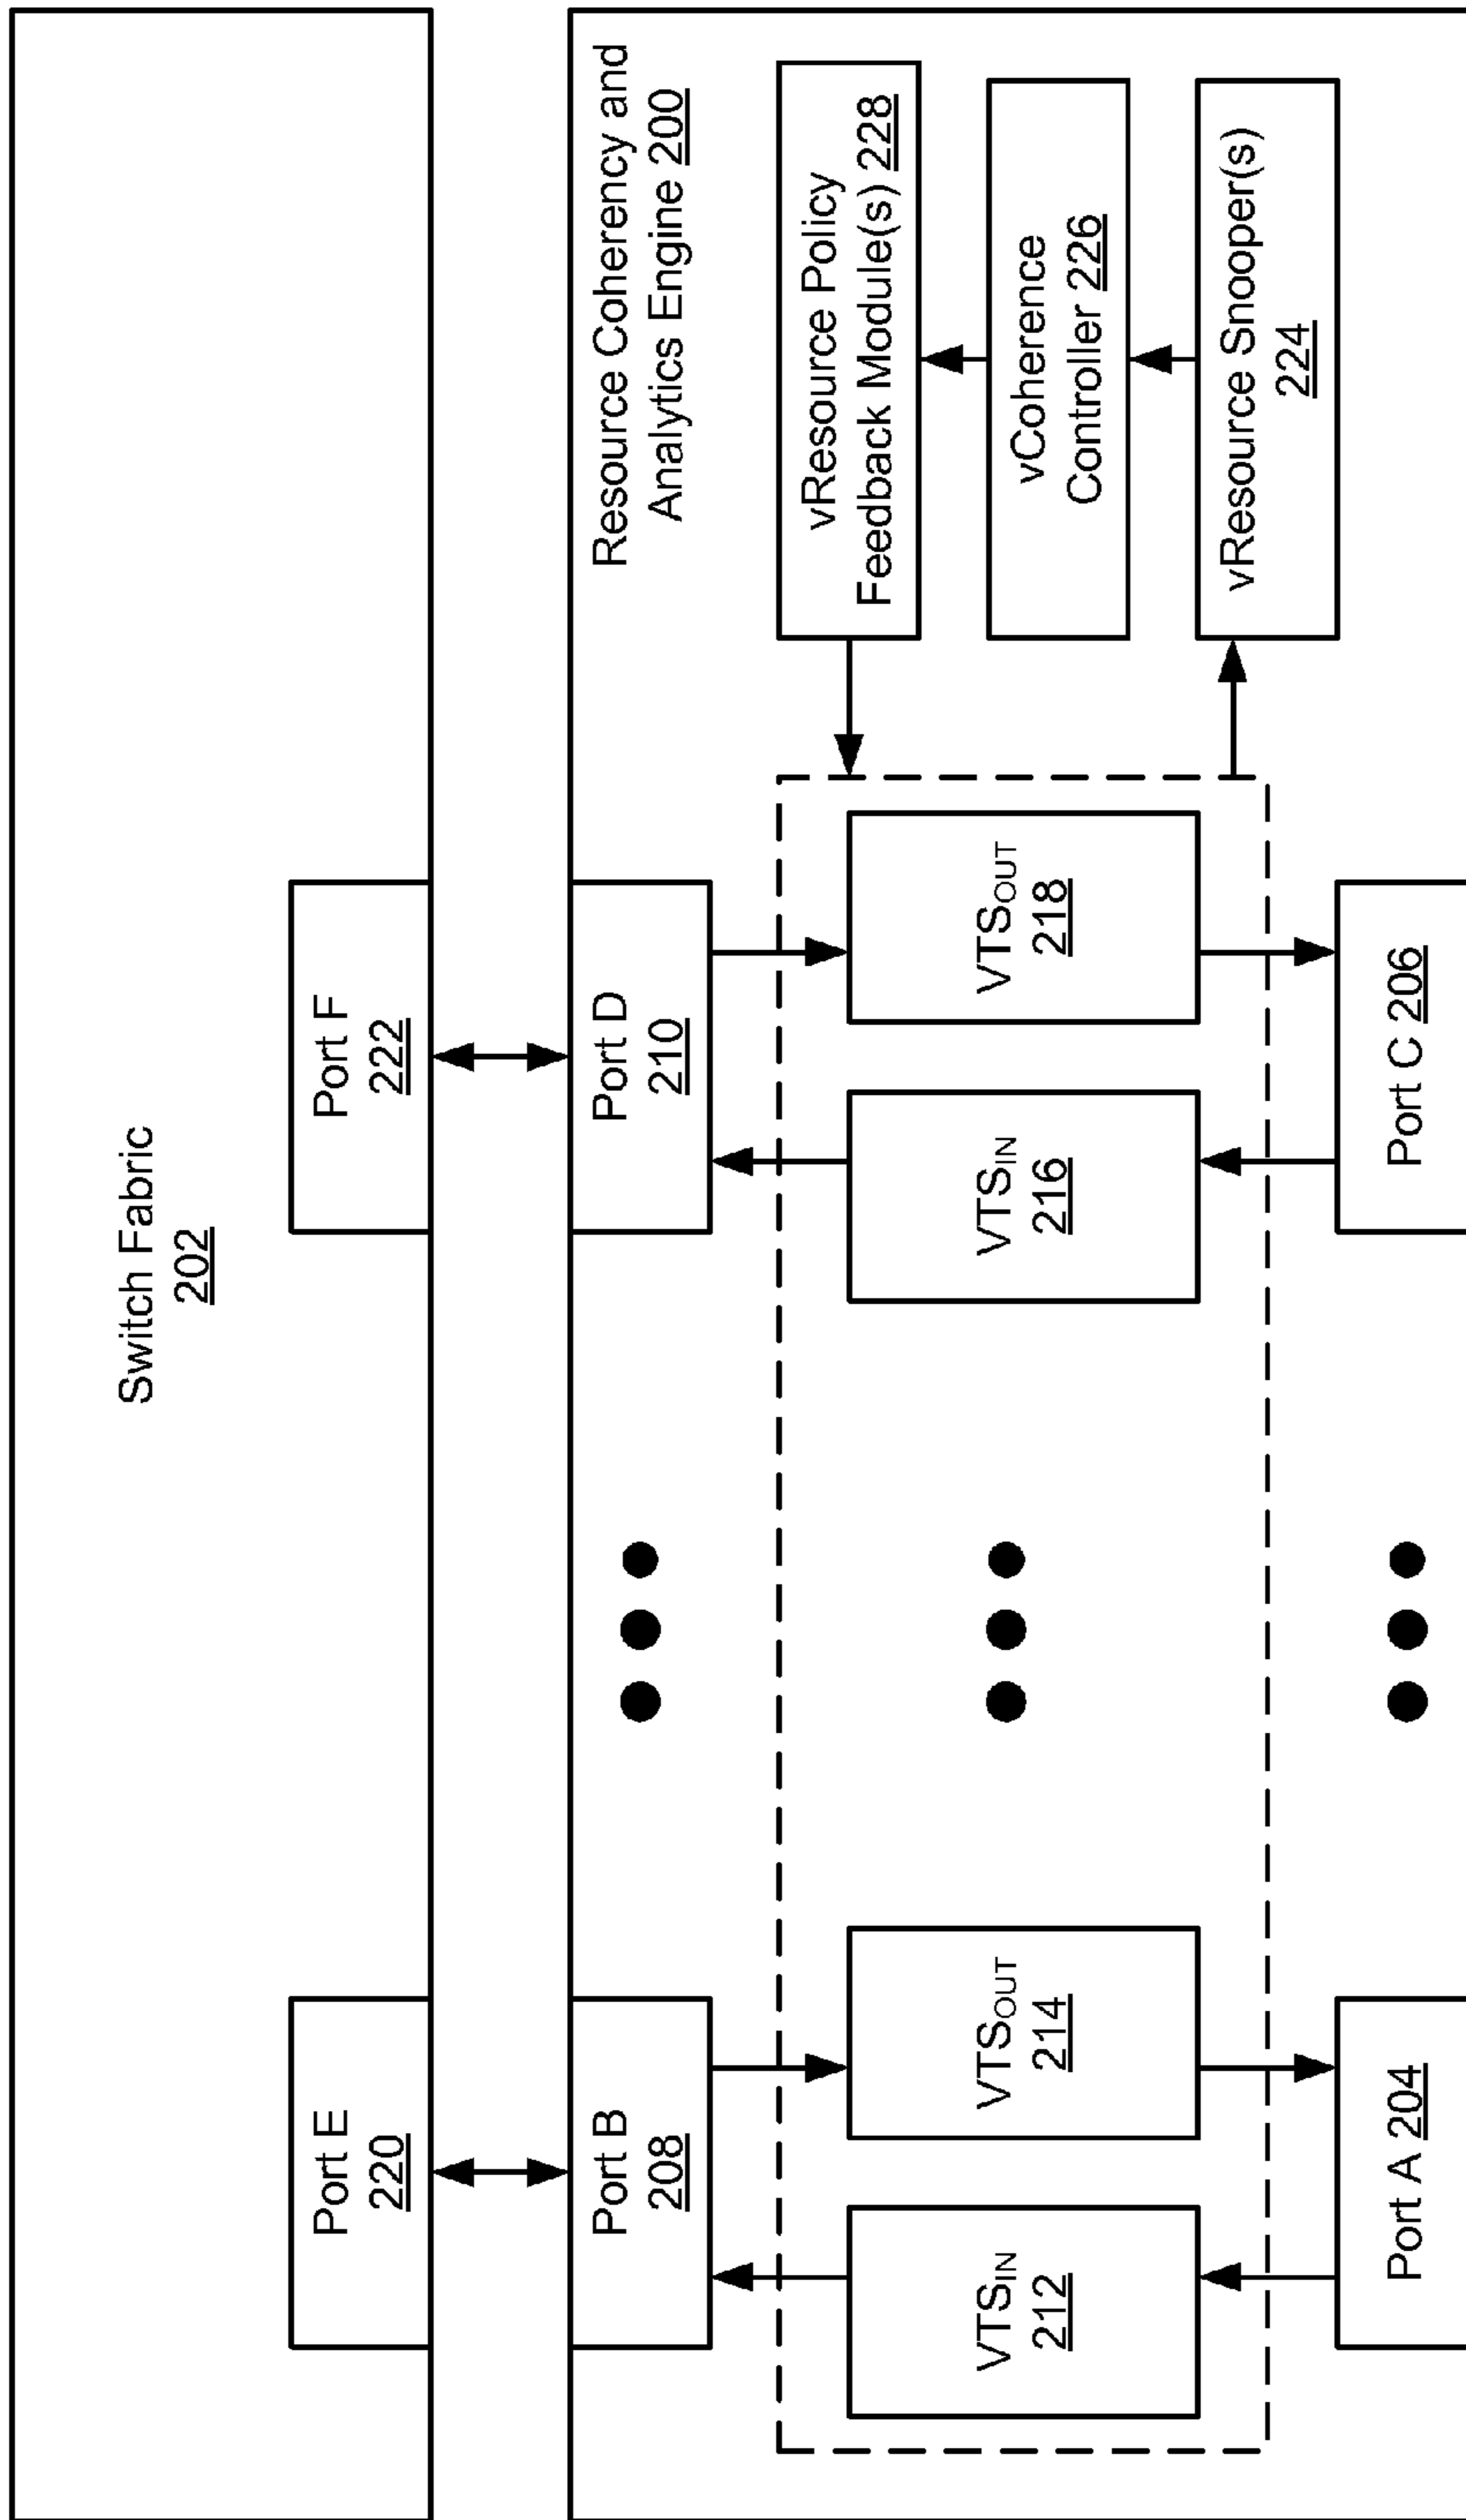 Switch Fabric
202
Port E
220
Port F
222
Port B
208
Port D
210
Resource Coherency and
Analytics Engine 200
VTSIN
212
VTSOUT
214
VTSIN
216
VTSOUT
218
vResource Policy
Feedback Module(s) 228
vCoherence
Controller 226
vResource Snooper(s)
224
Port A 204
Port C 206